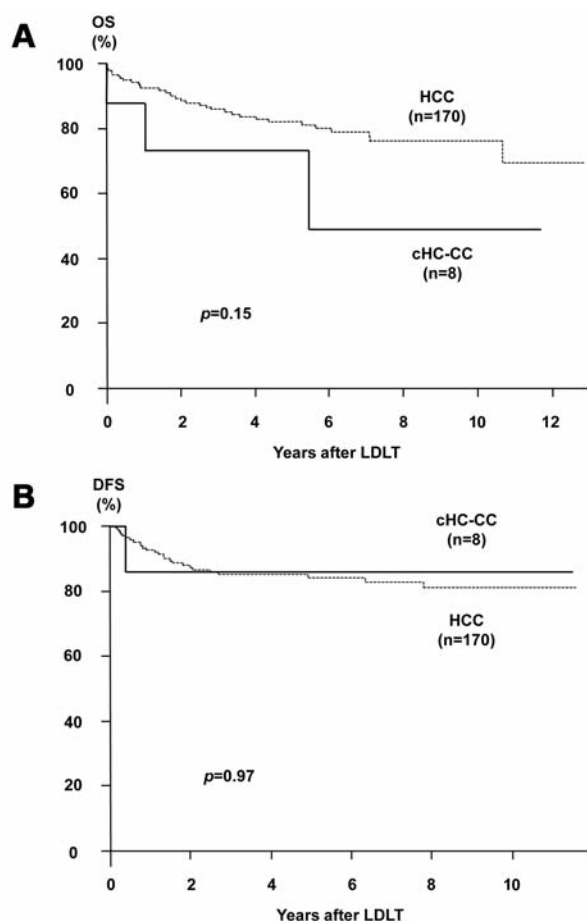 A
OS
(%)
100
80
60
40
20
0
HCC
(n=170)
cHC-CC
(n=8)
p=0.15
0 2 4 6 8 10 12
Years after LDLT
B
DFS
(%)
100
80
60
40
20
0
cHC-CC
(n=8)
HCC
(n=170)
p=0.97
0 2 4 6 8 10
Years after LDLT